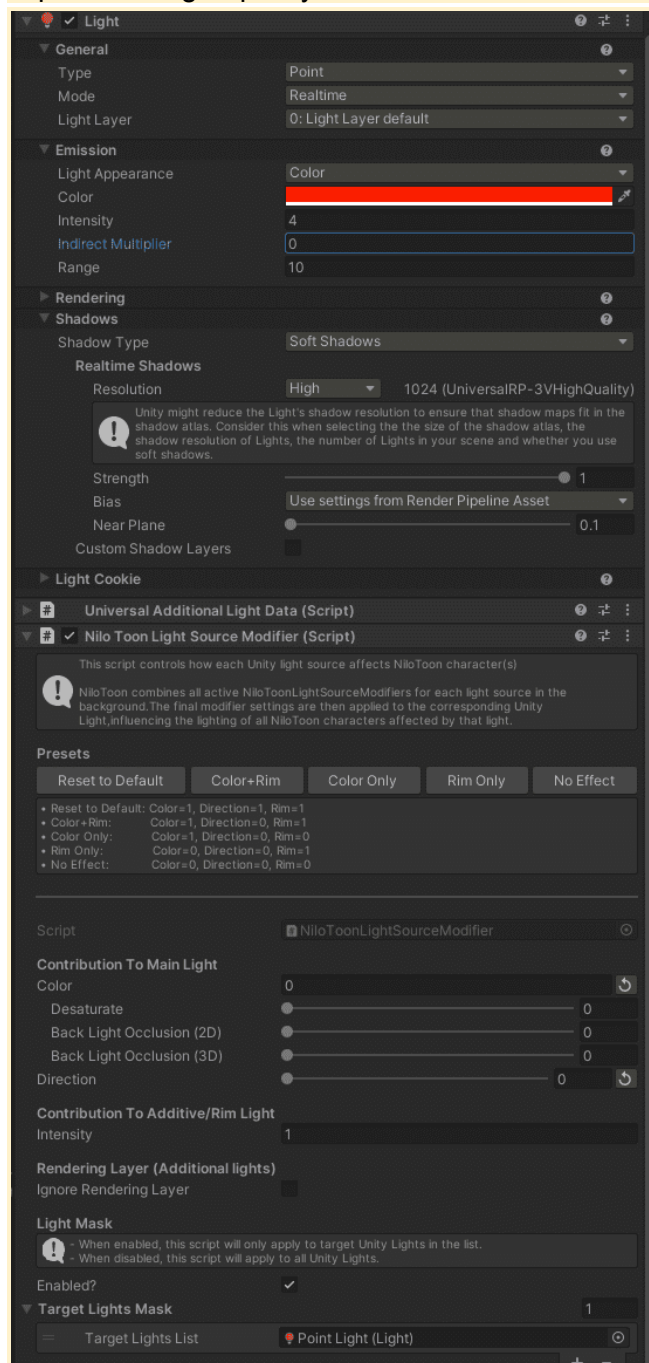 Light
General
Type Point
Mode Realtime
Light Layer 0: Light Layer default
Emission
Light Appearance Color
Color
Intensity 4
Indirect Multiplier 0
Range 10
Rendering
Shadows
Shadow Type Soft Shadows
Realtime Shadows
Resolution High 1024 (UniversalRP-3VHighQuality)
Unity might reduce the Light's shadow resolution to ensure that shadow maps fit in the
shadow atlas. Consider this when selecting the the size of the shadow atlas, the
shadow resolution of Lights, the number of Lights in your scene and whether you use
soft shadows.
Strength 1
Bias Use settings from Render Pipeline Asset
Near Plane 0.1
Custom Shadow Layers
Light Cookie
Universal Additional Light Data (Script)
Nilo Toon Light Source Modifier (Script)
This script controls how each Unity light source affects NiloToon character(s)
NiloToon combines all active NiloToonLightSourceModifiers for each light source in the
background.The final modifier settings are then applied to the corresponding Unity
Light,influencing the lighting of all NiloToon characters affected by that light.
Presets
Reset to Default Color+Rim Color Only Rim Only No Effect
• Reset to Default: Color=1, Direction=1, Rim=1
• Color+Rim: Color=1, Direction=0, Rim=1
• Color Only: Color=1, Direction=0, Rim=0
• Rim Only: Color=0, Direction=0, Rim=1
• No Effect: Color=0, Direction=0, Rim=0
Script NiloToonLightSourceModifier
Contribution To Main Light
Color 0
Desaturate 0
Back Light Occlusion (2D) 0
Back Light Occlusion (3D) 0
Direction 0
Contribution To Additive/Rim Light
Intensity 1
Rendering Layer (Additional lights)
Ignore Rendering Layer
Light Mask
- When enabled, this script will only apply to target Unity Lights in the list.
- When disabled, this script will apply to all Unity Lights.
Enabled?
Target Lights Mask 1
Target Lights List Point Light (Light)